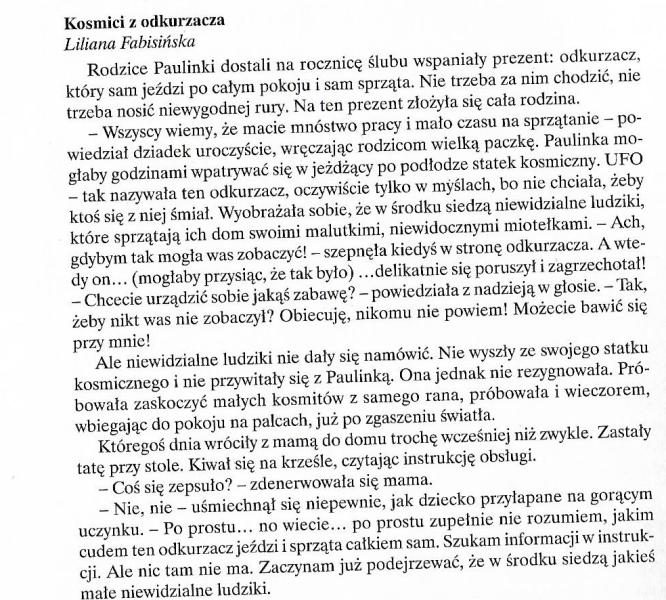 Kosmici z odkurzacza
Liliana Fabisińska
Rodzice Paulinki dostali na rocznicę ślubu wspaniały prezent: odkurzacz,
który sam jeździ po całym pokoju i sam sprząta. Nie trzeba za nim chodzić, nie
trzeba nosić niewygodnej rury. Na ten prezent złożyła się cała rodzina.
– Wszyscy wiemy, że macie mnóstwo pracy i mało czasu na sprzątanie – po-
wiedział dziadek uroczyście, wręczając rodzicom wielką paczkę. Paulinka mo-
głaby godzinami wpatrywać się w jeżdżący po podłodze statek kosmiczny. UFO
– tak nazywała ten odkurzacz, oczywiście tylko w myślach, bo nie chciała, żeby
ktoś się z niej śmiał. Wyobrażała sobie, że w środku siedzą niewidzialne ludziki,
które sprzątają ich dom swoimi malutkimi, niewidocznymi miotełkami. – Ach,
gdybym tak mogła was zobaczyć! – szepnęła kiedyś w stronę odkurzacza. A wte-
dy on… (mogłaby przysiąc, że tak było) …delikatnie się poruszył i zagrzechotał!
– Chcecie urządzić sobie jakąś zabawę? – powiedziała z nadzieją w głosie. – Tak,
żeby nikt was nie zobaczył? Obiecuję, nikomu nie powiem! Możecie bawić się
przy mnie!
Ale niewidzialne ludziki nie dały się namówić. Nie wyszły ze swojego statku
kosmicznego i nie przywitały się z Paulinką. Ona jednak nie rezygnowała. Pró-
bowała zaskoczyć małych kosmitów z samego rana, próbowała i wieczorem,
wbiegając do pokoju na palcach, już po zgaszeniu światła.
Któregoś dnia wróciły z mamą do domu trochę wcześniej niż zwykle. Zastały
tatę przy stole. Kiwał się na krześle, czytając instrukcję obsługi.
– Coś się zepsuło? – zdenerwowała się mama.
– Nie, nie – uśmiechnął się niepewnie, jak dziecko przyłapane na gorącym
uczynku. – Po prostu… no wiecie… po prostu zupełnie nie rozumiem, jakim
cudem ten odkurzacz jeździ i sprząta całkiem sam. Szukam informacji w instruk-
cji. Ale nic tam nie ma. Zaczynam już podejrzewać, że w środku siedzą jakieś
małe niewidzialne ludziki.